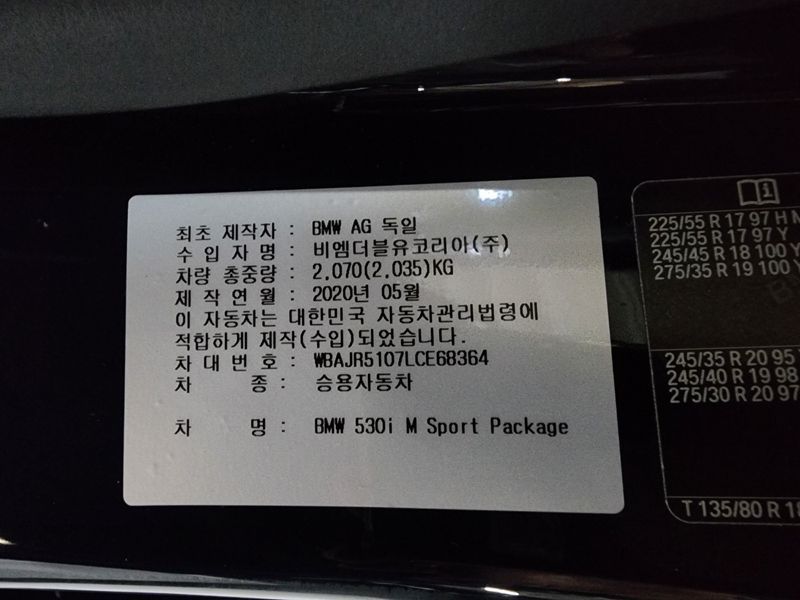 최초 제작자 : BMW AG 독일
수 입 자 명 : 비엠더블유코리아(주)
차량 총중량 : 2,070(2,035)KG
제 작 연 월 : 2020년 05월
이 자동차는 대한민국 자동차관리법령에
적합하게 제작(수입)되었습니다.
차 대 번 호 : WBAJR5107LCE68364
차 종 : 승용자동차
차 명 : BMW 530i M Sport Package
225/55 R 17 97 H M
225/55 R 17 97 Y
245/45 R 18 100 Y
275/35 R 19 100 Y
245/35 R 20 95
245/40 R 19 98
275/30 R 20 97
T 135/80 R 18